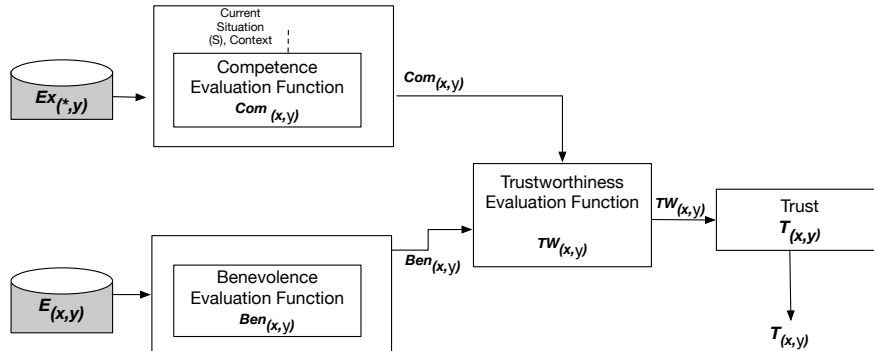 Current
Situation
(S), Context
Competence
Evaluation Function
Com (x,y)
Ex(*,y)
Com(x,y)
Trustworthiness
Evaluation Function
TW(x,y)
TW(x,y)
Trust
T(x,y)
Ben(x,y)
Benevolence
Evaluation Function
Ben(x,y)
E(x,y)
T(x,y)